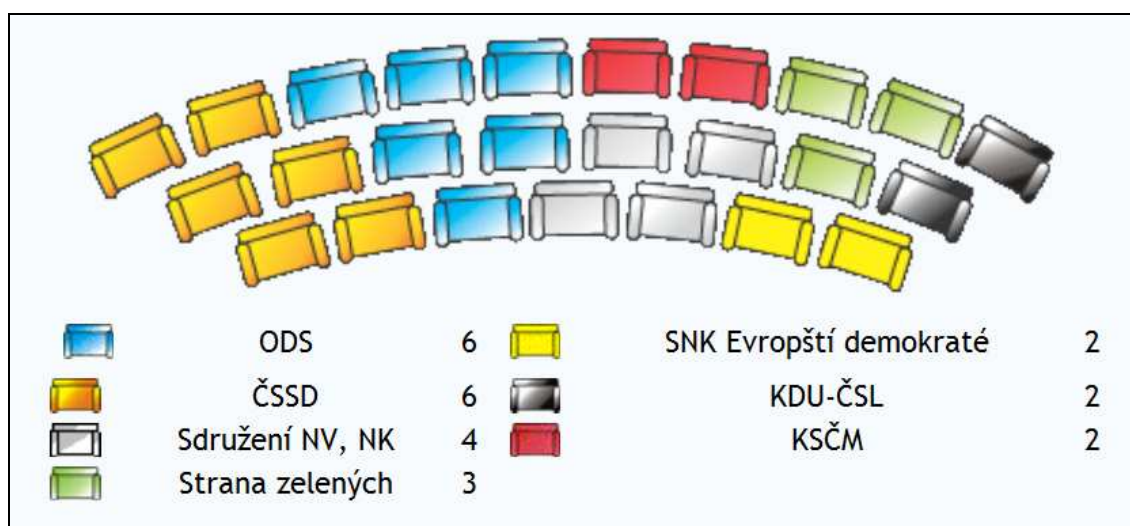 ODS 6 SNK Evropští demokraté 2
ČSSD 6 KDU-ČSL 2
Sdružení NV, NK 4 KSČM 2
Strana zelených 3